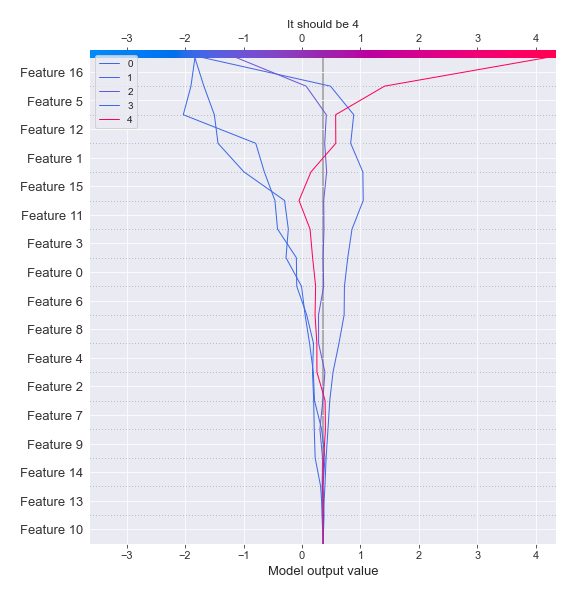 It should be 4
−3 −2 −1 0 1 2 3 4
0
1
2
3
4
Feature 16
Feature 5
Feature 12
Feature 1
Feature 15
Feature 11
Feature 3
Feature 0
Feature 6
Feature 8
Feature 4
Feature 2
Feature 7
Feature 9
Feature 14
Feature 13
Feature 10
−3 −2 −1 0 1 2 3 4
Model output value